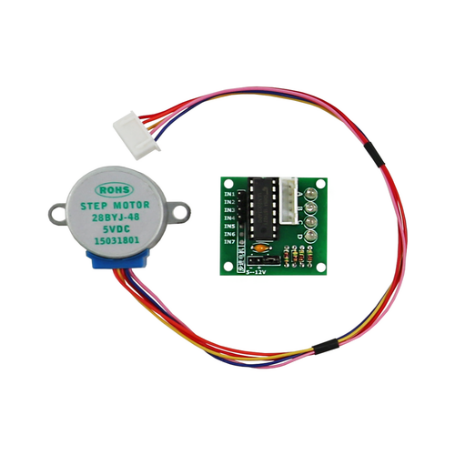 ROHS
STEP MOTOR
28BYJ-48
5VDC
15031801
IN1
IN2
IN3
IN4
IN5
IN6
IN7
A
B
C
D
5-12V
- +